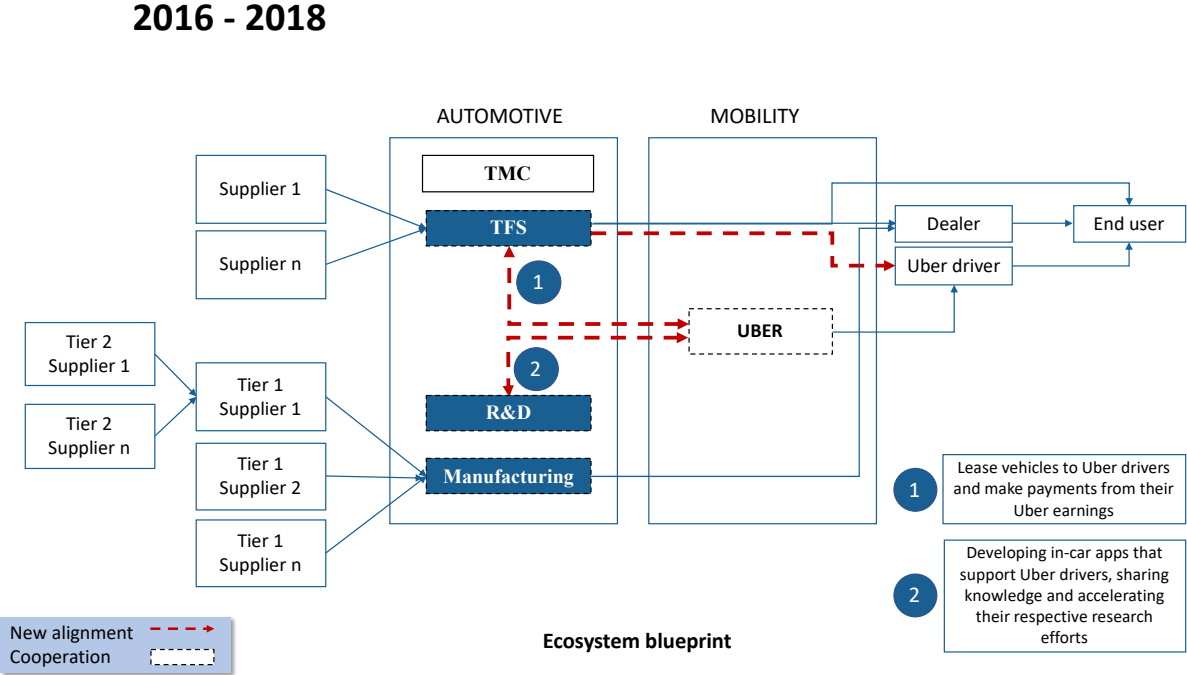 2016 - 2018
AUTOMOTIVE
MOBILITY
Supplier 1
Supplier n
TMC
TFS
Dealer
End user
Uber driver
1
UBER
2
Tier 2
Supplier 1
Tier 2
Supplier n
Tier 1
Supplier 1
Tier 1
Supplier 2
Tier 1
Supplier n
R&D
Manufacturing
1
Lease vehicles to Uber drivers
and make payments from their
Uber earnings
2
Developing in-car apps that
support Uber drivers, sharing
knowledge and accelerating
their respective research
efforts
New alignment
Cooperation
Ecosystem blueprint